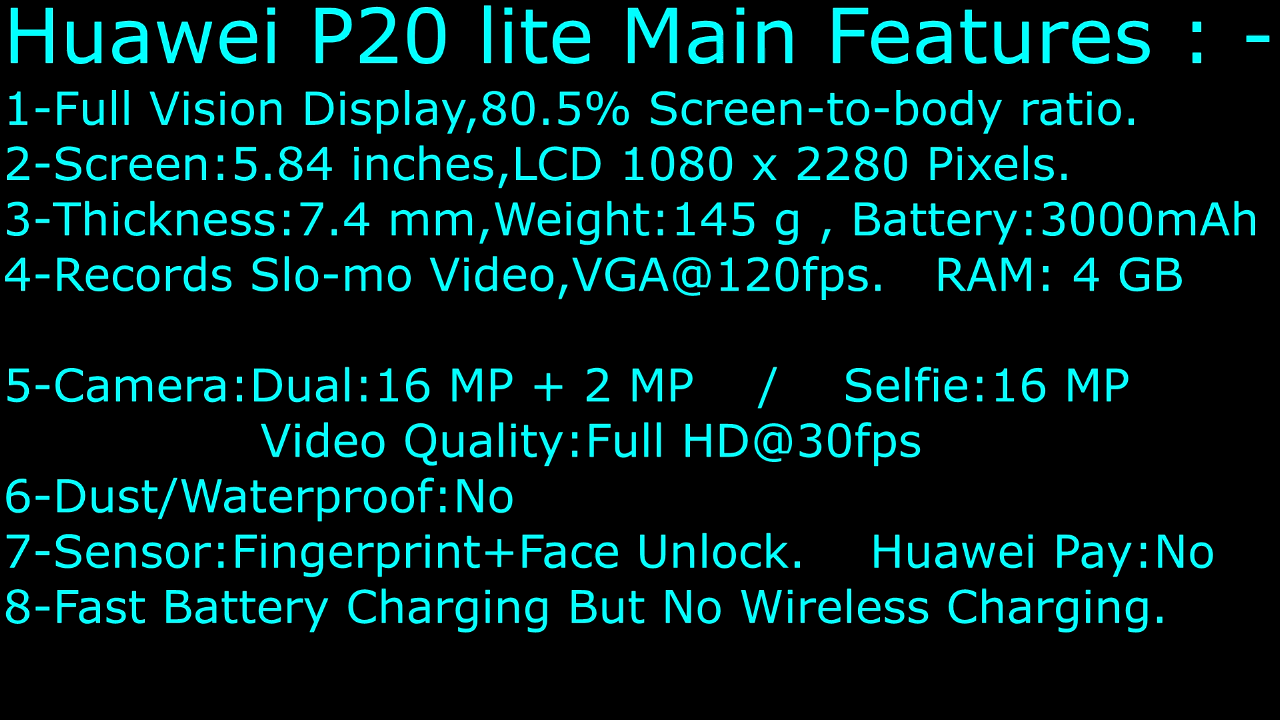 Huawei P20 lite Main Features : -
1-Full Vision Display,80.5% Screen-to-body ratio.
2-Screen:5.84 inches,LCD 1080 x 2280 Pixels.
3-Thickness:7.4 mm,Weight:145 g , Battery:3000mAh
4-Records Slo-mo Video,VGA@120fps.   RAM: 4 GB
5-Camera:Dual:16 MP + 2 MP    /    Selfie:16 MP
Video Quality:Full HD@30fps
6-Dust/Waterproof:No
7-Sensor:Fingerprint+Face Unlock.    Huawei Pay:No
8-Fast Battery Charging But No Wireless Charging.